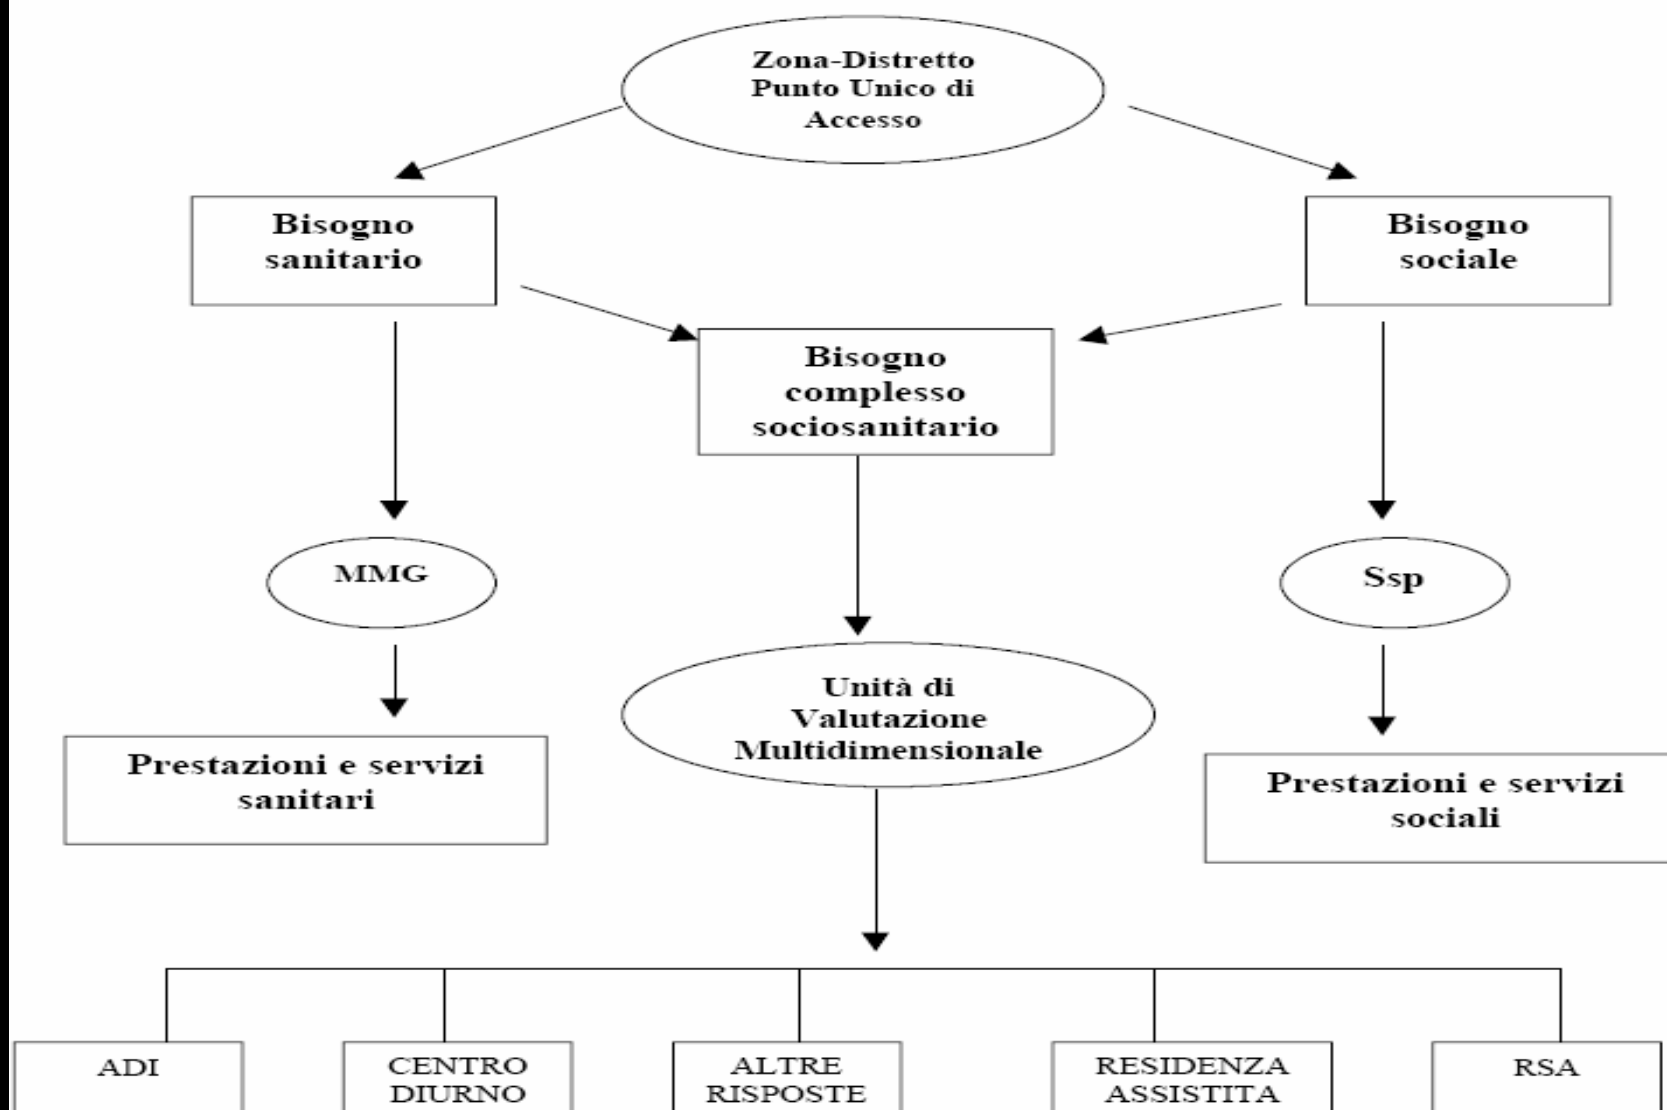 Zona-Distretto
Punto Unico di
Accesso
Bisogno
sanitario
Bisogno
sociale
Bisogno
complesso
sociosanitario
MMG
Ssp
Unità di
Valutazione
Multidimensionale
Prestazioni e servizi
sanitari
Prestazioni e servizi
sociali
ADI
CENTRO
DIURNO
ALTRE
RISPOSTE
RESIDENZA
ASSISTITA
RSA